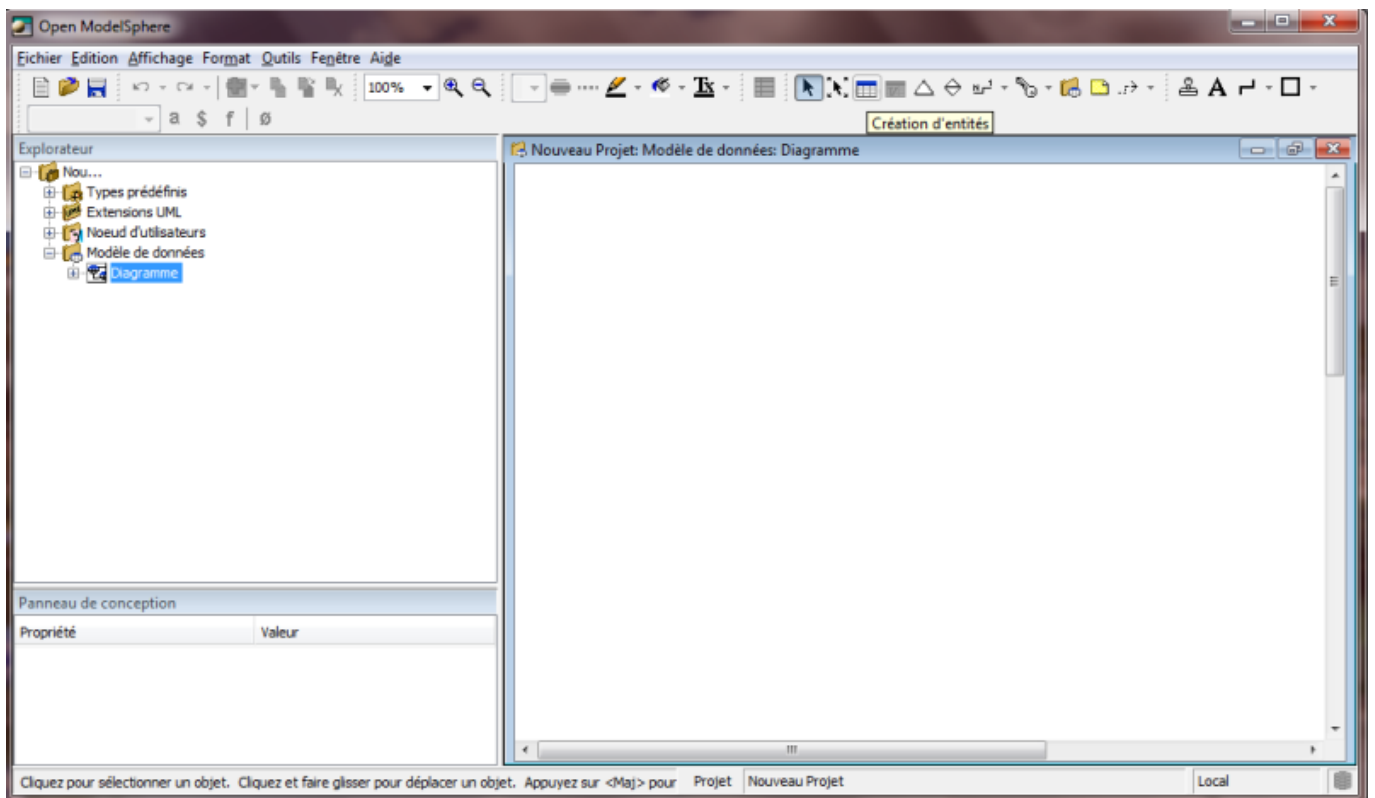 Open ModelSphere
Fichier Edition Affichage Format Outils Fenêtre Aide
100%
Tx
A
a $ f ø
Création d'entités
Explorateur
Nouveau Projet: Modèle de données: Diagramme
Nou...
Types prédéfinis
Extensions UML
Noeud d'utilisateurs
Modèle de données
Diagramme
Panneau de conception
Propriété Valeur
Cliquez pour sélectionner un objet. Cliquez et faire glisser pour déplacer un objet. Appuyez sur <Maj> pour Projet Nouveau Projet Local